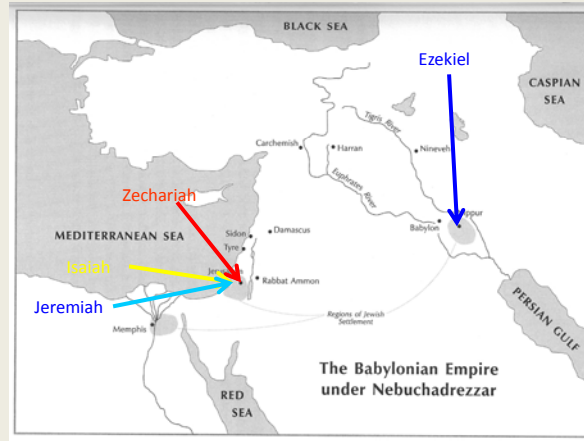 BLACK SEA
Ezekiel
CASPIAN
SEA
Tigris River
Carchemish
Harran
Nineveh
Euphrates River
Zechariah
Sidon
Damascus
MEDITERRANEAN SEA
Tyre
Babylon
Isaiah
Rabbat Ammon
Jeremiah
Memphis
Regions of Jewish
Settlement
PERSIAN GULF
The Babylonian Empire
under Nebuchadrezzar
RED
SEA